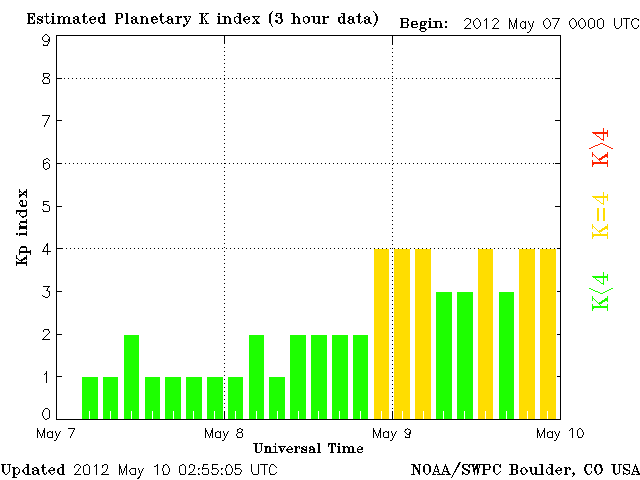 Estimated Planetary K index (3 hour data) Begin: 2012 May 07 0000 UTC
9
8
7
6
5
4
3
2
1
0
Kp index
K>4
K=4
K<4
May 7 May 8 May 9 May 10
Universal Time
Updated 2012 May 10 02:55:05 UTC NOAA/SWPC Boulder, CO USA